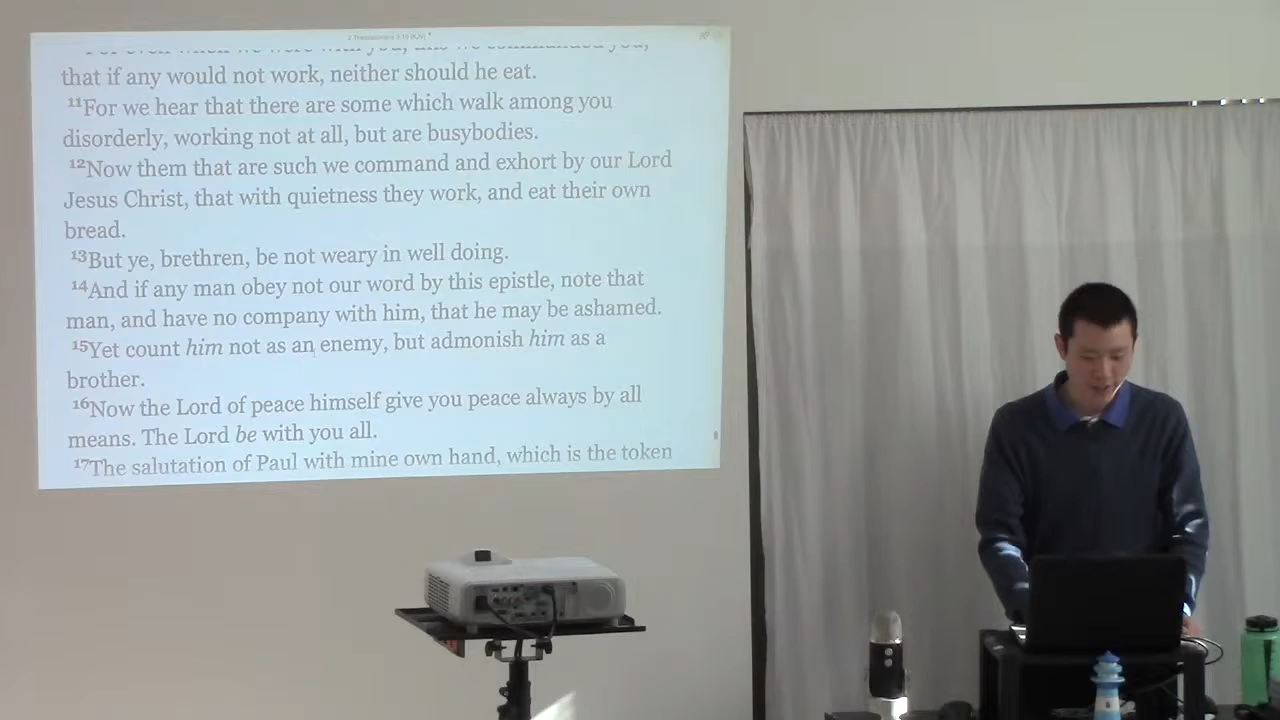 that if any would not work, neither should he eat.
¹¹For we hear that there are some which walk among you
disorderly, working not at all, but are busybodies.
¹²Now them that are such we command and exhort by our Lord
Jesus Christ, that with quietness they work, and eat their own
bread.
¹³But ye, brethren, be not weary in well doing.
¹⁴And if any man obey not our word by this epistle, note that
man, and have no company with him, that he may be ashamed.
¹⁵Yet count him not as an enemy, but admonish him as a
brother.
¹⁶Now the Lord of peace himself give you peace always by all
means. The Lord be with you all.
¹⁷The salutation of Paul with mine own hand, which is the token